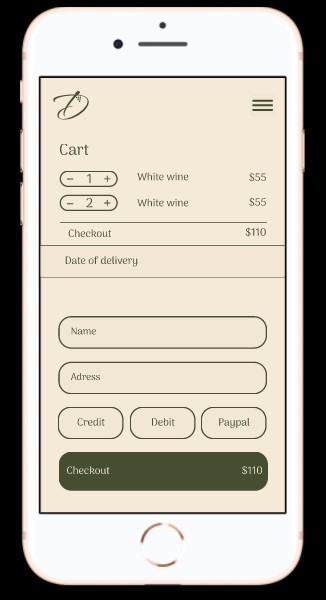 D
Cart
− 1 + White wine $55
− 2 + White wine $55
Checkout $110
Date of delivery
Name
Adress
Credit Debit Paypal
Checkout $110